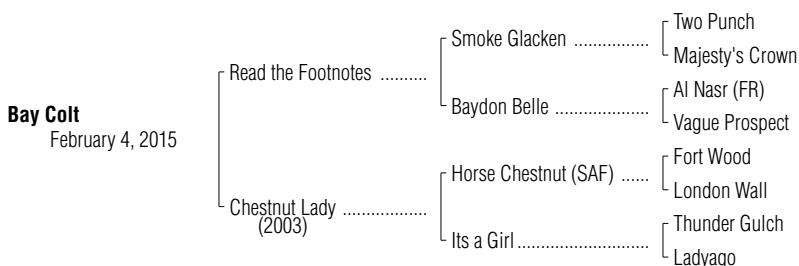 Two Punch
Smoke Glacken ................
Majesty's Crown
Read the Footnotes ..........
Al Nasr (FR)
Baydon Belle ....................
Vague Prospect
Bay Colt
February 4, 2015
Fort Wood
Horse Chestnut (SAF) ......
London Wall
Chestnut Lady ..................
(2003)
Thunder Gulch
Its a Girl............................
Ladyago